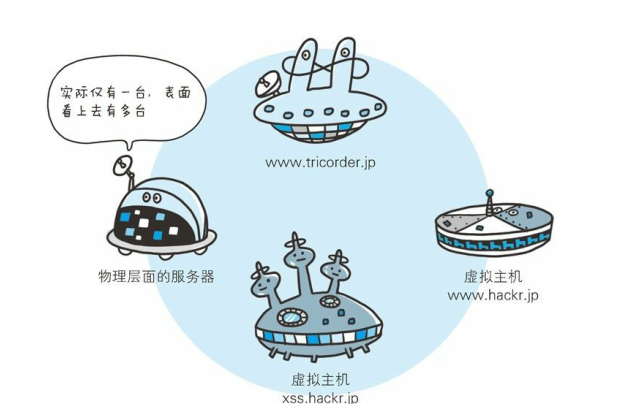 实际仅有一台，表面
看上去有多台
www.tricorder.jp
物理层面的服务器
虚拟主机
www.hackr.jp
虚拟主机
xss.hackr.jp